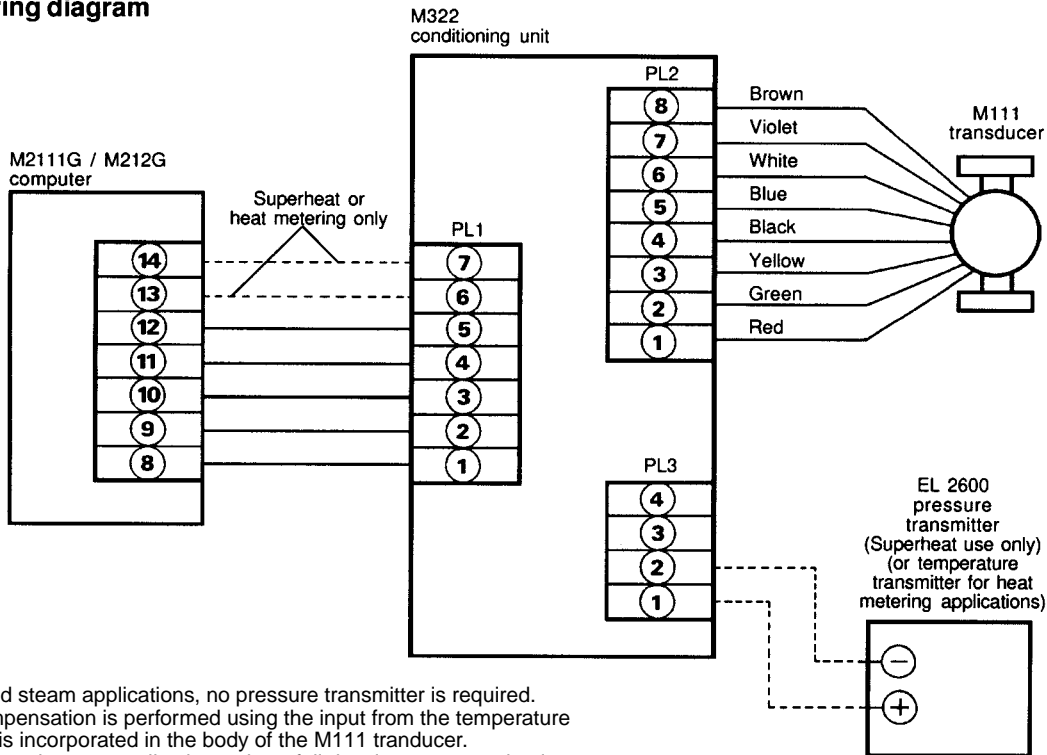 ring diagram
M322
conditioning unit
PL2
8
7
6
5
4
3
2
1
Brown
Violet
White
Blue
Black
Yellow
Green
Red
M111
transducer
M2111G / M212G
computer
14
13
12
11
10
9
8
Superheat or
heat metering only
PL1
7
6
5
4
3
2
1
PL3
4
3
2
1
EL 2600
pressure
transmitter
(Superheat use only)
(or temperature
transmitter for heat
metering applications)
−
+
d steam applications, no pressure transmitter is required.
mpensation is performed using the input from the temperature
is incorporated in the body of the M111 tranducer.